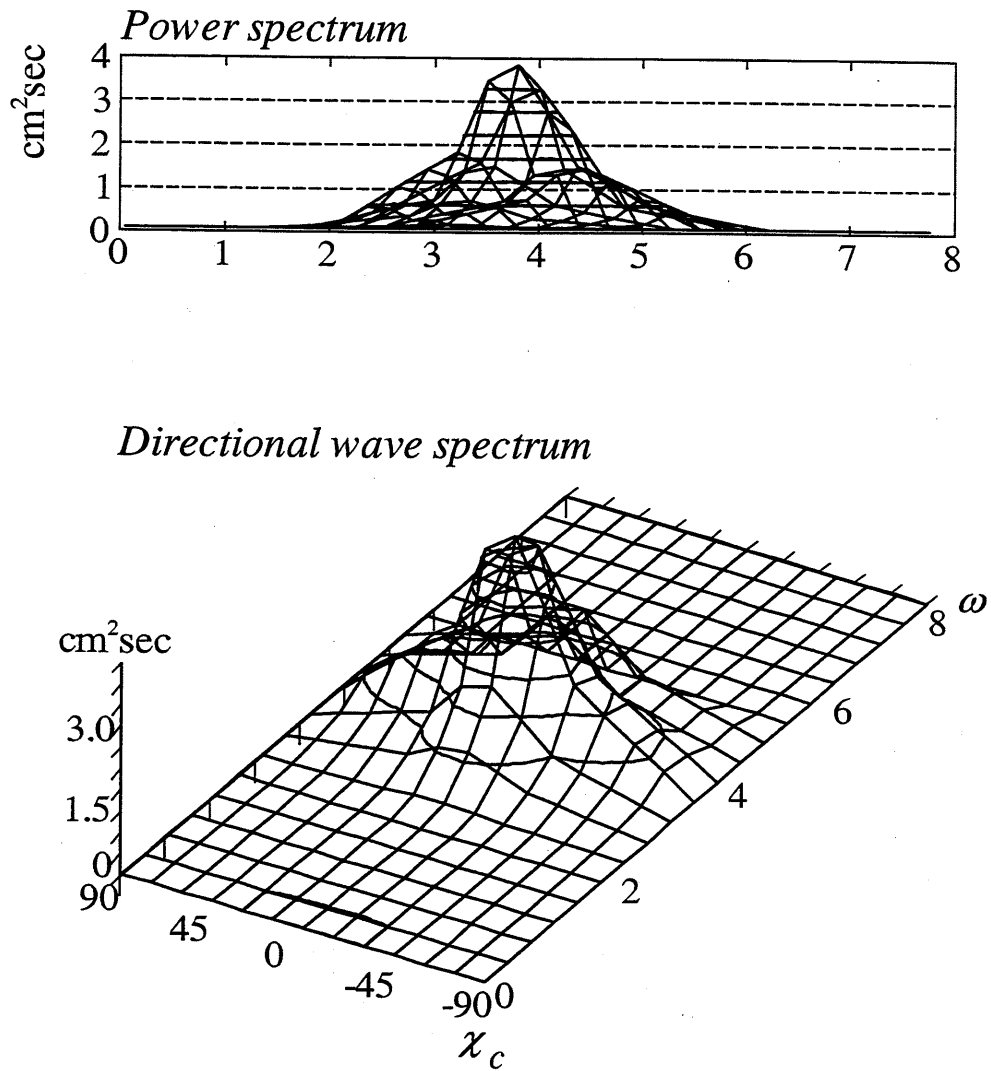 Power spectrum
cm²sec
4
3
2
1
0
0 1 2 3 4 5 6 7 8
Directional wave spectrum
cm²sec
3.0
1.5
0
90 45 0 -45 -90
χc
0 2 4 6 8
ω